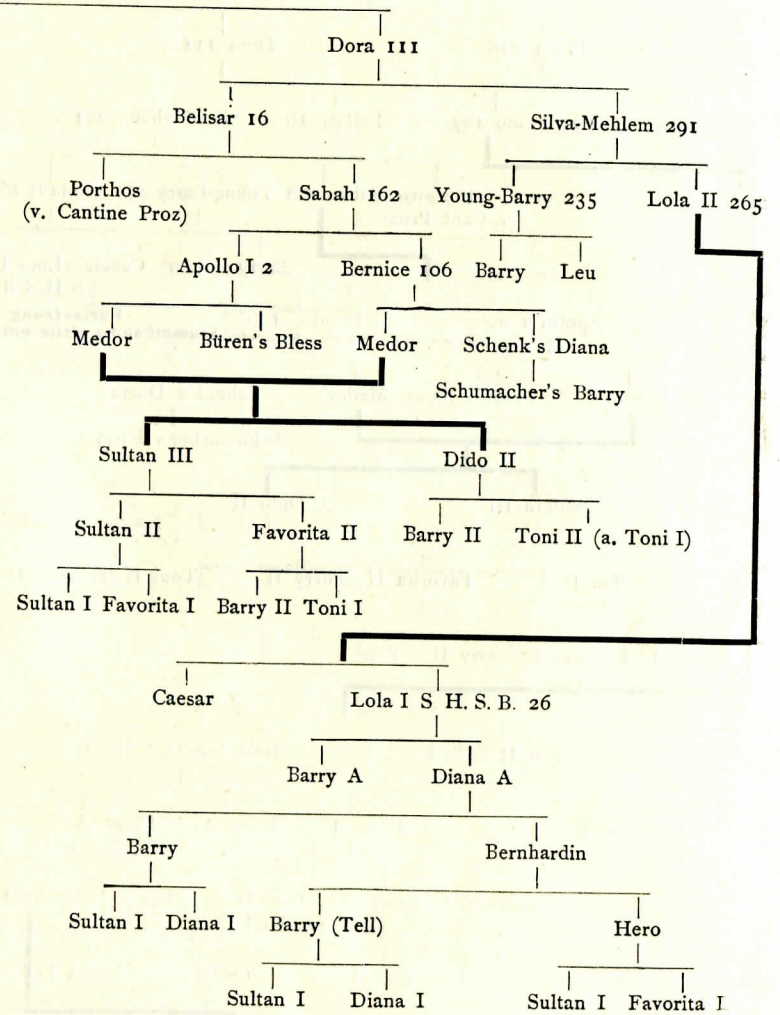 Dora 111
Belisar 16 Silva-Mehlem 291
Porthos Sabah 162 Young-Barry 235 Lola II 265
(v. Cantine Proz)
Apollo I 2 Bernice 106 Barry Leu
Medor Büren's Bless Medor Schenk's Diana
Schumacher's Barry
Sultan III Dido II
Sultan II Favorita II Barry II Toni II (a. Toni I)
Sultan I Favorita I Barry II Toni I
Caesar Lola I S. H. S. B. 26
Barry A Diana A
Barry Bernhardin
Sultan I Diana I Barry (Tell) Hero
Sultan I Diana I Sultan I Favorita I